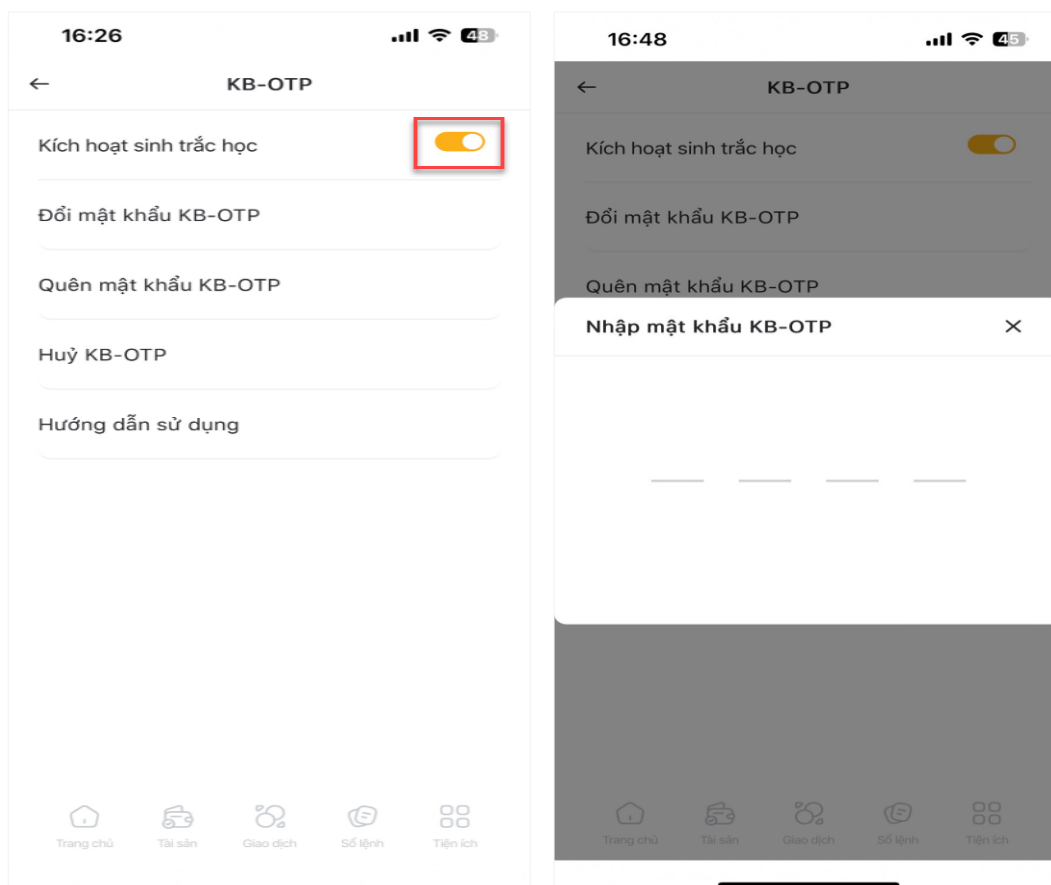 16:26
48
KB-OTP
Kích hoạt sinh trắc học
Đổi mật khẩu KB-OTP
Quên mật khẩu KB-OTP
Huỷ KB-OTP
Hướng dẫn sử dụng
Trang chủ
Tài sản
Giao dịch
Sổ lệnh
Tiện ích
16:48
45
KB-OTP
Kích hoạt sinh trắc học
Đổi mật khẩu KB-OTP
Quên mật khẩu KB-OTP
Nhập mật khẩu KB-OTP
Trang chủ
Tài sản
Giao dịch
Sổ lệnh
Tiện ích